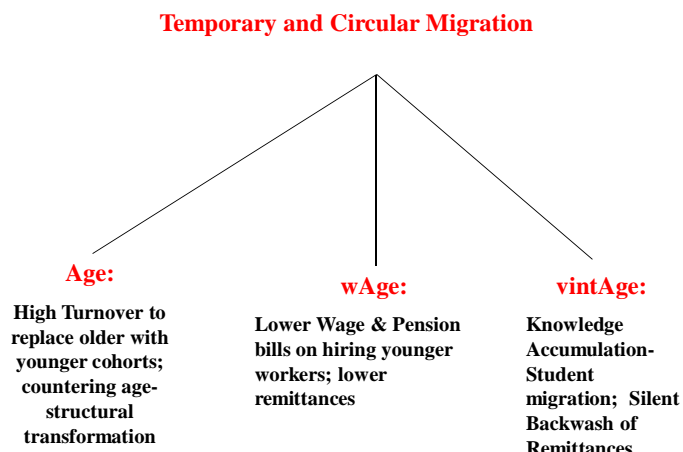 Temporary and Circular Migration
Age:
High Turnover to
replace older with
younger cohorts;
countering age-
structural
transformation
wAge:
Lower Wage & Pension
bills on hiring younger
workers; lower
remittances
vintAge:
Knowledge
Accumulation-
Student
migration; Silent
Backwash of
Remittances